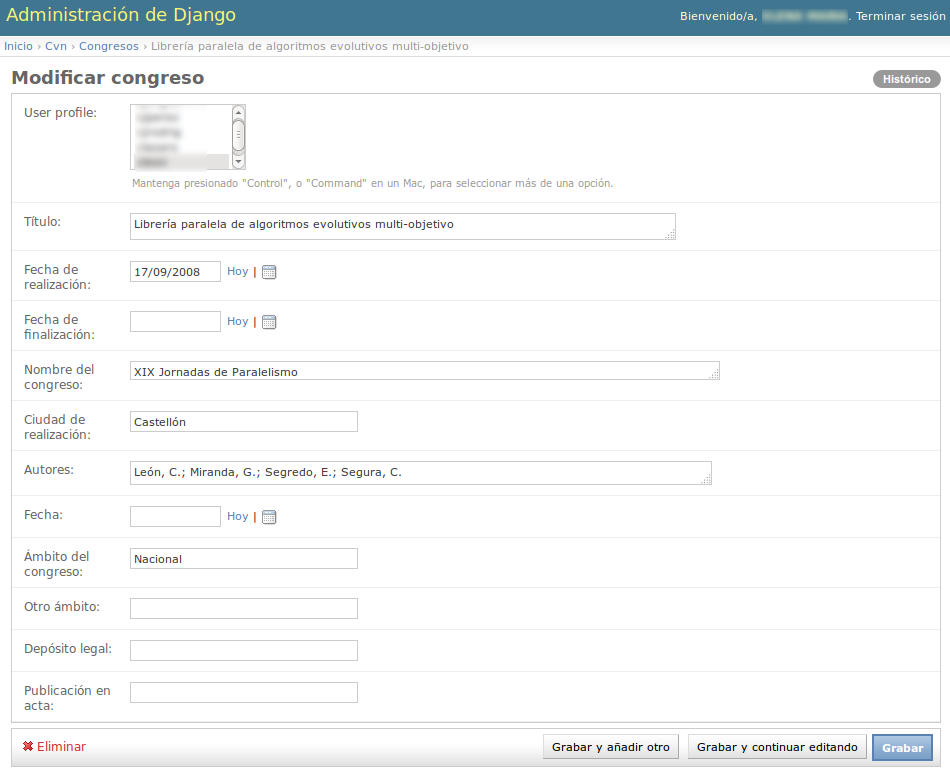 Administración de Django
Bienvenido/a, . Terminar sesión
Inicio › Cvn › Congresos › Librería paralela de algoritmos evolutivos multi-objetivo
Modificar congreso
Histórico
User profile:
Mantenga presionado "Control", o "Command" en un Mac, para seleccionar más de una opción.
Título:
Librería paralela de algoritmos evolutivos multi-objetivo
Fecha de
realización:
17/09/2008 Hoy |
Fecha de
finalización:
Hoy |
Nombre del
congreso:
XIX Jornadas de Paralelismo
Ciudad de
realización:
Castellón
Autores:
León, C.; Miranda, G.; Segredo, E.; Segura, C.
Fecha:
Hoy |
Ámbito del
congreso:
Nacional
Otro ámbito:
Depósito legal:
Publicación en
acta:
Eliminar
Grabar y añadir otro
Grabar y continuar editando
Grabar